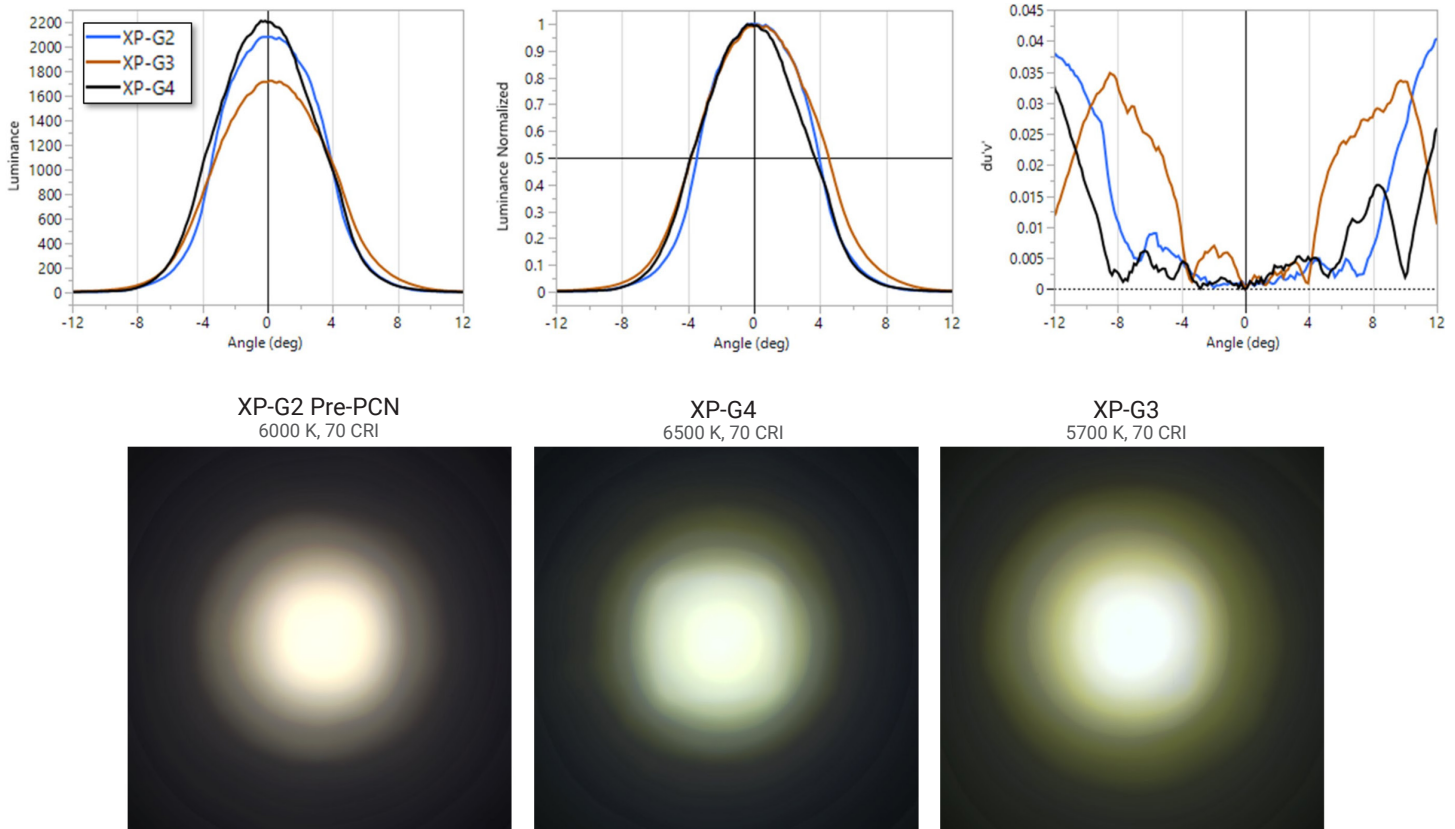 2200
2000
1800
1600
1400
1200
1000
800
600
400
200
0
Luminance
XP-G2
XP-G3
XP-G4
-12 -8 -4 0 4 8 12
Angle (deg)
1
0.9
0.8
0.7
0.6
0.5
0.4
0.3
0.2
0.1
0
Luminance Normalized
-12 -8 -4 0 4 8 12
Angle (deg)
0.045
0.04
0.035
0.03
0.025
0.02
0.015
0.01
0.005
0
du'v'
-12 -8 -4 0 4 8 12
Angle (deg)
XP-G2 Pre-PCN
6000 K, 70 CRI
XP-G4
6500 K, 70 CRI
XP-G3
5700 K, 70 CRI